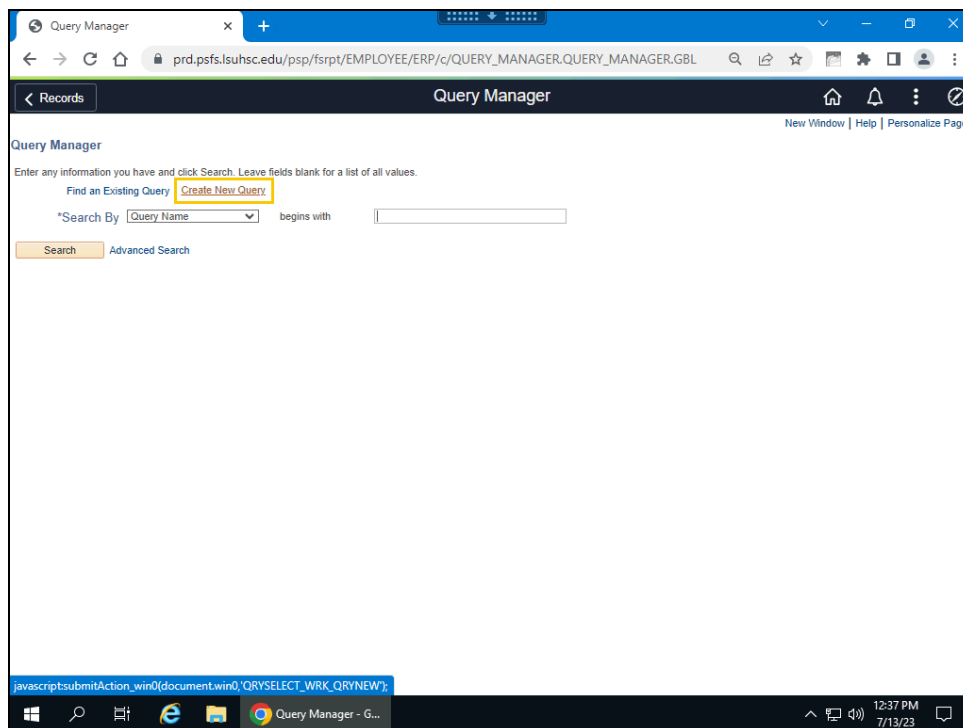 Query Manager
prd.psfs.lsuhsc.edu/psp/fsrpt/EMPLOYEE/ERP/c/QUERY_MANAGER.QUERY_MANAGER.GBL
Records Query Manager
New Window | Help | Personalize Pag
Query Manager
Enter any information you have and click Search. Leave fields blank for a list of all values.
Find an Existing Query Create New Query
*Search By Query Name begins with
Search Advanced Search
javascript:submitAction_win0(document.win0,'QRYSELECT_WRK_QRYNEW');
Query Manager - G...
12:37 PM
7/13/23